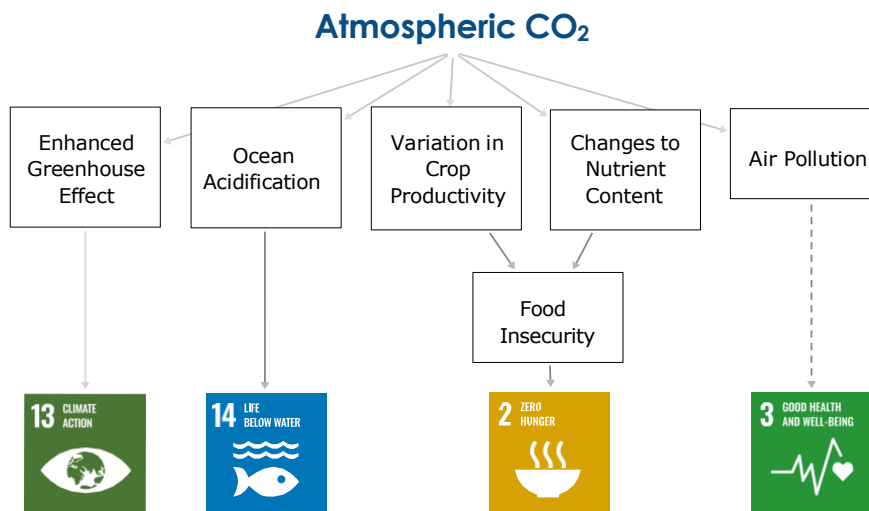 Atmospheric CO₂
Enhanced
Greenhouse
Effect
Ocean
Acidification
Variation in
Crop
Productivity
Changes to
Nutrient
Content
Air Pollution
Food
Insecurity
13 CLIMATE
ACTION
14 LIFE
BELOW WATER
2 ZERO
HUNGER
3 GOOD HEALTH
AND WELL-BEING